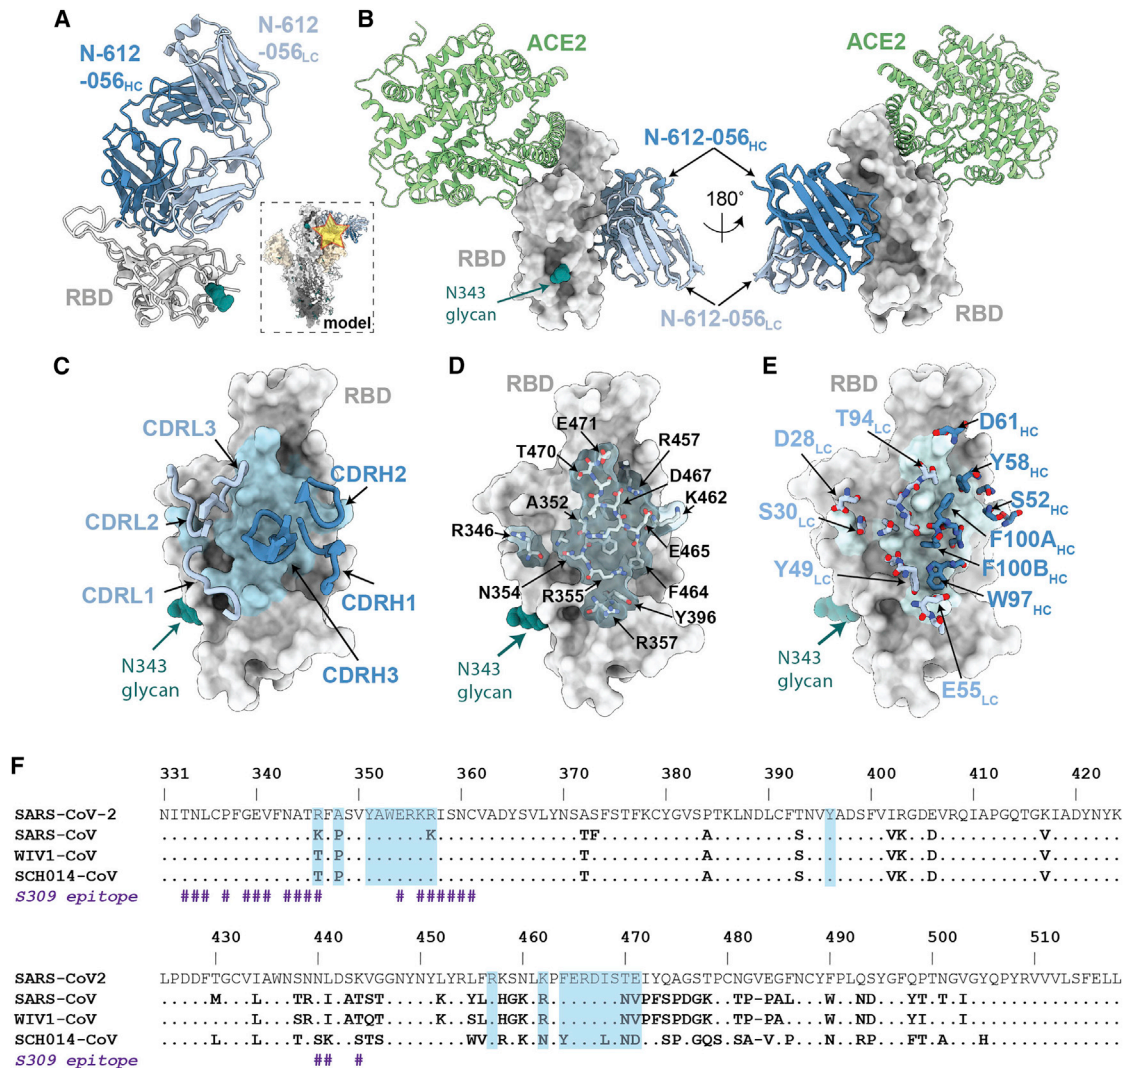 A
N-612
-056HC
N-612
-056LC
RBD
model
B
ACE2
ACE2
N-612-056HC
180°
RBD
N343
glycan
N-612-056LC
RBD
C
RBD
CDRL3
CDRH2
CDRL2
CDRL1
CDRH1
N343
glycan
CDRH3
D
RBD
E471
T470
R457
D467
A352
K462
R346
E465
N354
R355
F464
Y396
R357
N343
glycan
E
RBD
T94LC
D61HC
D28LC
Y58HC
S52HC
S30LC
F100AHC
F100BHC
Y49LC
W97HC
N343
glycan
E55LC
F
331 340 350 360 370 380 390 400 410 420
SARS-CoV-2 NITNLCPFGEVFNATRFASVYAWERKRISNCVADYSVLYNSASFSTFKCYGVSPTKLNDLCFTNVYADSFVIRGDEVRQIAPGQTGKIADYNYK
SARS-CoV ...............K.P........K..............TF..........A........S........VK..D..........V.......
WIV1-CoV ...............T.P.......................T...........A........S........VK..D..........V.......
SCH014-CoV ...............T.P.......................T...........A........S........VK..D..........V.......
S309 epitope ### # ### #### # ######
430 440 450 460 470 480 490 500 510
SARS-CoV2 LPDDFTGCVIAWNSNNLDSKVGGNYNYLYRLFRKSNLKPFERDISTEIYQAGSTPCNGVEGFNCYFPLQSYGFQPTNGVGYQPYRVVVLSFELL
SARS-CoV .....M...L...TR.I..ATST.....K..YL.HGK.R.......NVPFSPDGK.TP-PAL....W..ND...YT.T.I...............
WIV1-CoV .........L...SR.I..ATQT.....K..YL.HGK.R.......NVPFSPDGK.TP-PAL....W..ND...YI...I...............
SCH014-CoV .........L...T.SK..STS.......WV.R..K.N.Y...L.ND..SP.GQS.SA-V.P....N..RP...FT.A...H.............
S309 epitope ## #